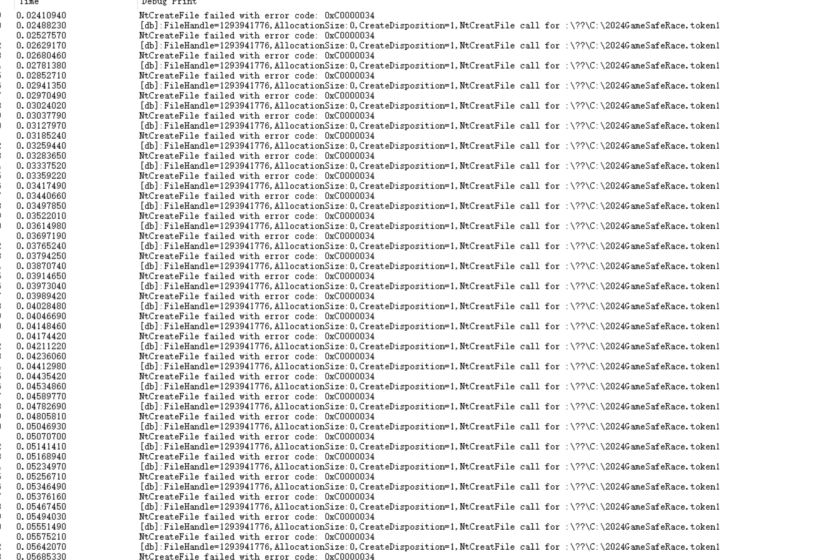 Time Debug Print
0.02410940 NtCreateFile failed with error code: 0xC0000034
0.02488230 [db]:FileHandle=1293941776,AllocationSize:0,CreateDisposition=1,NtCreatFile call for :\??\C:\2024GameSafeRace.token1
0.02527570 NtCreateFile failed with error code: 0xC0000034
0.02629170 [db]:FileHandle=1293941776,AllocationSize:0,CreateDisposition=1,NtCreatFile call for :\??\C:\2024GameSafeRace.token1
0.02680460 NtCreateFile failed with error code: 0xC0000034
0.02781380 [db]:FileHandle=1293941776,AllocationSize:0,CreateDisposition=1,NtCreatFile call for :\??\C:\2024GameSafeRace.token1
0.02852710 NtCreateFile failed with error code: 0xC0000034
0.02941350 [db]:FileHandle=1293941776,AllocationSize:0,CreateDisposition=1,NtCreatFile call for :\??\C:\2024GameSafeRace.token1
0.02970490 NtCreateFile failed with error code: 0xC0000034
0.03024020 [db]:FileHandle=1293941776,AllocationSize:0,CreateDisposition=1,NtCreatFile call for :\??\C:\2024GameSafeRace.token1
0.03037790 NtCreateFile failed with error code: 0xC0000034
0.03127970 [db]:FileHandle=1293941776,AllocationSize:0,CreateDisposition=1,NtCreatFile call for :\??\C:\2024GameSafeRace.token1
0.03185240 NtCreateFile failed with error code: 0xC0000034
0.03259440 [db]:FileHandle=1293941776,AllocationSize:0,CreateDisposition=1,NtCreatFile call for :\??\C:\2024GameSafeRace.token1
0.03283650 NtCreateFile failed with error code: 0xC0000034
0.03337520 [db]:FileHandle=1293941776,AllocationSize:0,CreateDisposition=1,NtCreatFile call for :\??\C:\2024GameSafeRace.token1
0.03359220 NtCreateFile failed with error code: 0xC0000034
0.03417490 [db]:FileHandle=1293941776,AllocationSize:0,CreateDisposition=1,NtCreatFile call for :\??\C:\2024GameSafeRace.token1
0.03440660 NtCreateFile failed with error code: 0xC0000034
0.03497850 [db]:FileHandle=1293941776,AllocationSize:0,CreateDisposition=1,NtCreatFile call for :\??\C:\2024GameSafeRace.token1
0.03522010 NtCreateFile failed with error code: 0xC0000034
0.03614980 [db]:FileHandle=1293941776,AllocationSize:0,CreateDisposition=1,NtCreatFile call for :\??\C:\2024GameSafeRace.token1
0.03697190 NtCreateFile failed with error code: 0xC0000034
0.03765240 [db]:FileHandle=1293941776,AllocationSize:0,CreateDisposition=1,NtCreatFile call for :\??\C:\2024GameSafeRace.token1
0.03794250 NtCreateFile failed with error code: 0xC0000034
0.03870740 [db]:FileHandle=1293941776,AllocationSize:0,CreateDisposition=1,NtCreatFile call for :\??\C:\2024GameSafeRace.token1
0.03914650 NtCreateFile failed with error code: 0xC0000034
0.03973040 [db]:FileHandle=1293941776,AllocationSize:0,CreateDisposition=1,NtCreatFile call for :\??\C:\2024GameSafeRace.token1
0.03989420 NtCreateFile failed with error code: 0xC0000034
0.04028480 [db]:FileHandle=1293941776,AllocationSize:0,CreateDisposition=1,NtCreatFile call for :\??\C:\2024GameSafeRace.token1
0.04046690 NtCreateFile failed with error code: 0xC0000034
0.04148460 [db]:FileHandle=1293941776,AllocationSize:0,CreateDisposition=1,NtCreatFile call for :\??\C:\2024GameSafeRace.token1
0.04174420 NtCreateFile failed with error code: 0xC0000034
0.04211220 [db]:FileHandle=1293941776,AllocationSize:0,CreateDisposition=1,NtCreatFile call for :\??\C:\2024GameSafeRace.token1
0.04236060 NtCreateFile failed with error code: 0xC0000034
0.04412980 [db]:FileHandle=1293941776,AllocationSize:0,CreateDisposition=1,NtCreatFile call for :\??\C:\2024GameSafeRace.token1
0.04435420 NtCreateFile failed with error code: 0xC0000034
0.04534860 [db]:FileHandle=1293941776,AllocationSize:0,CreateDisposition=1,NtCreatFile call for :\??\C:\2024GameSafeRace.token1
0.04589770 NtCreateFile failed with error code: 0xC0000034
0.04782690 [db]:FileHandle=1293941776,AllocationSize:0,CreateDisposition=1,NtCreatFile call for :\??\C:\2024GameSafeRace.token1
0.04805810 NtCreateFile failed with error code: 0xC0000034
0.05046930 [db]:FileHandle=1293941776,AllocationSize:0,CreateDisposition=1,NtCreatFile call for :\??\C:\2024GameSafeRace.token1
0.05070700 NtCreateFile failed with error code: 0xC0000034
0.05141410 [db]:FileHandle=1293941776,AllocationSize:0,CreateDisposition=1,NtCreatFile call for :\??\C:\2024GameSafeRace.token1
0.05168940 NtCreateFile failed with error code: 0xC0000034
0.05234970 [db]:FileHandle=1293941776,AllocationSize:0,CreateDisposition=1,NtCreatFile call for :\??\C:\2024GameSafeRace.token1
0.05256710 NtCreateFile failed with error code: 0xC0000034
0.05346490 [db]:FileHandle=1293941776,AllocationSize:0,CreateDisposition=1,NtCreatFile call for :\??\C:\2024GameSafeRace.token1
0.05376160 NtCreateFile failed with error code: 0xC0000034
0.05467450 [db]:FileHandle=1293941776,AllocationSize:0,CreateDisposition=1,NtCreatFile call for :\??\C:\2024GameSafeRace.token1
0.05494030 NtCreateFile failed with error code: 0xC0000034
0.05551490 [db]:FileHandle=1293941776,AllocationSize:0,CreateDisposition=1,NtCreatFile call for :\??\C:\2024GameSafeRace.token1
0.05575210 NtCreateFile failed with error code: 0xC0000034
0.05642070 [db]:FileHandle=1293941776,AllocationSize:0,CreateDisposition=1,NtCreatFile call for :\??\C:\2024GameSafeRace.token1
0.05685330 NtCreateFile failed with error code: 0xC0000034